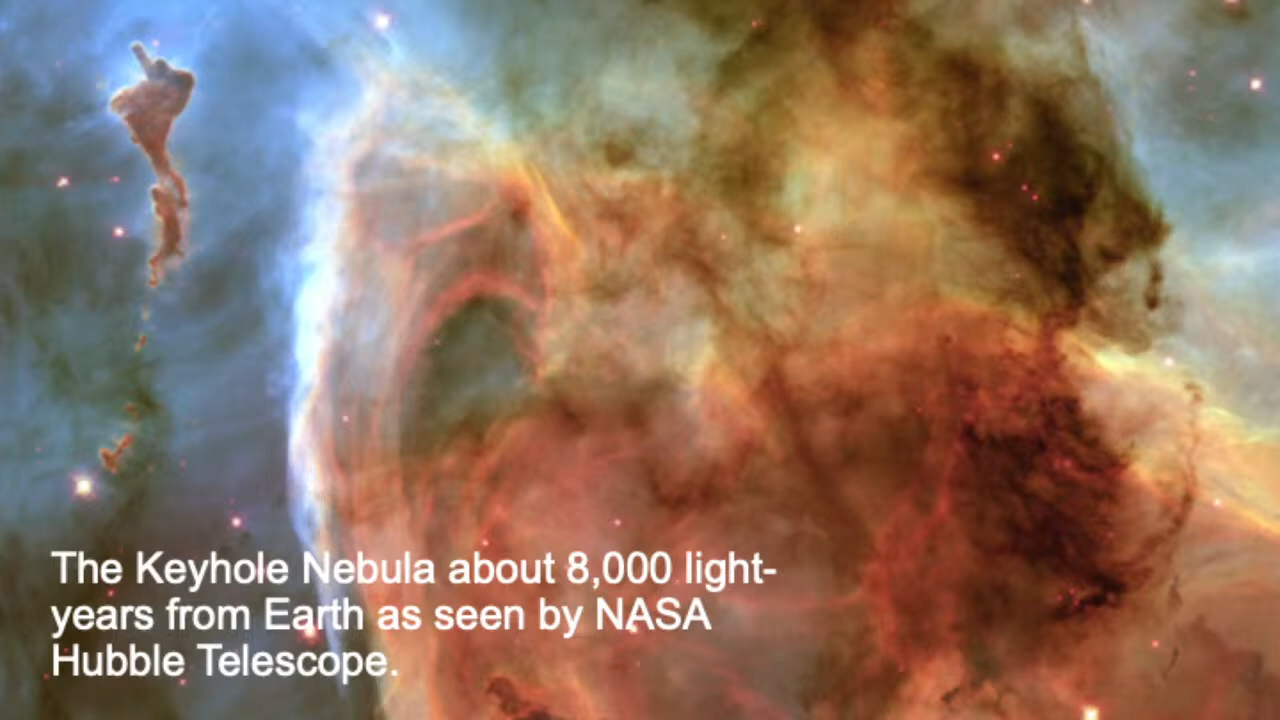 The Keyhole Nebula about 8,000 light-
years from Earth as seen by NASA
Hubble Telescope.